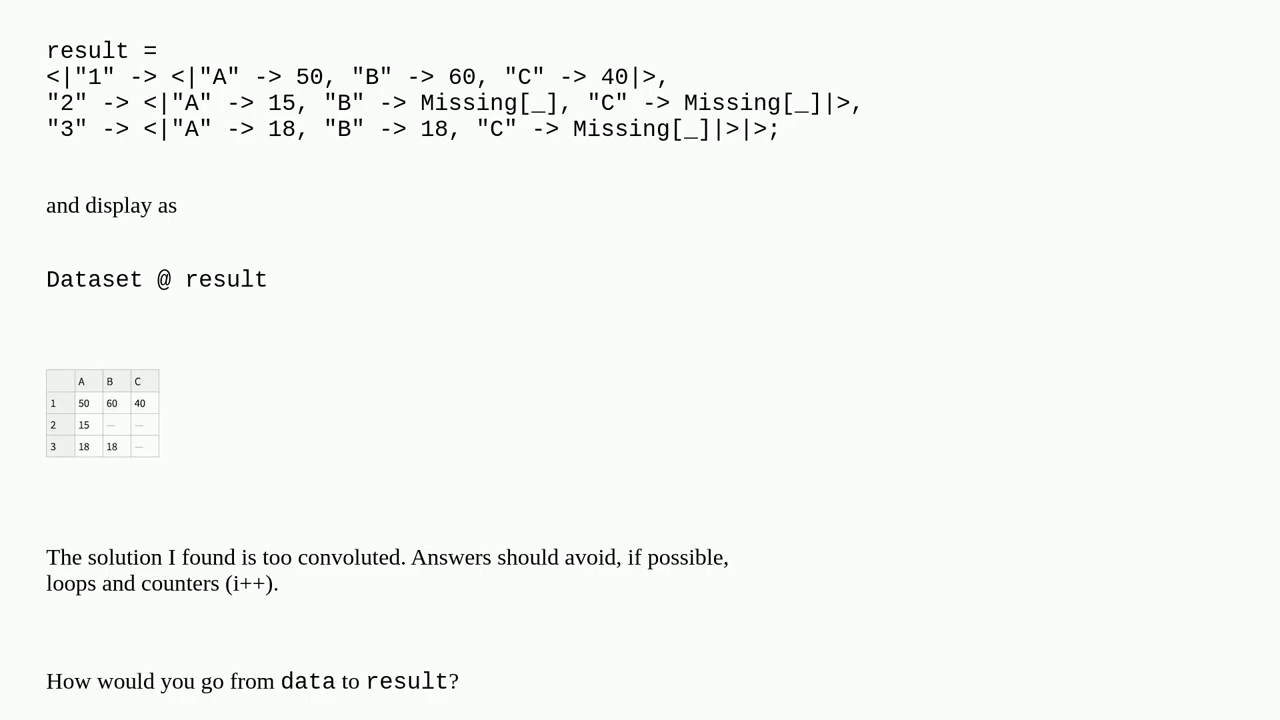 result =
<|"1" -> <|"A" -> 50, "B" -> 60, "C" -> 40|>,
"2" -> <|"A" -> 15, "B" -> Missing[_], "C" -> Missing[_]|>,
"3" -> <|"A" -> 18, "B" -> 18, "C" -> Missing[_]|>|>;
and display as
Dataset @ result
A B C
1 50 60 40
2 15 — —
3 18 18 —
The solution I found is too convoluted. Answers should avoid, if possible,
loops and counters (i++).
How would you go from data to result?